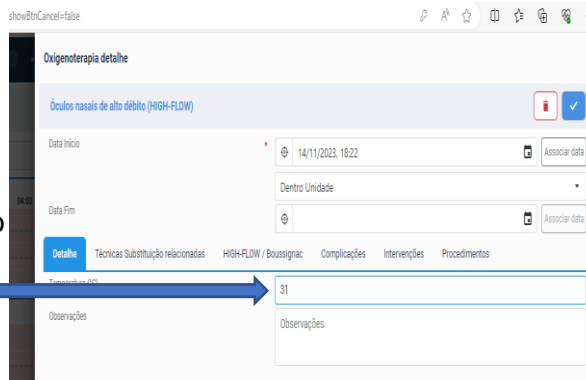 showBtnCancel=false
Oxigenoterapia detalhe
Óculos nasais de alto débito (HIGH-FLOW)
Data Início * 14/11/2023, 18:22 Associar data
Dentro Unidade
04:00
Data Fim Associar data
Detalhe Técnicas Substituição relacionadas HIGH-FLOW / Boussignac Complicações Intervenções Procedimentos
Temperatura (ºC) 31
Observações Observações